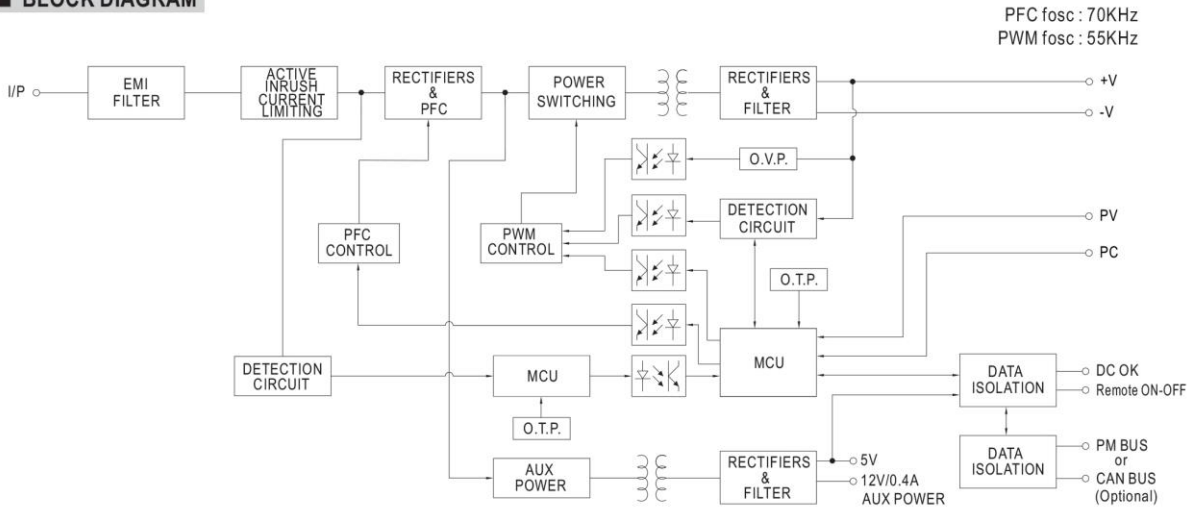 ■ BLOCK DIAGRAM
PFC fosc : 70KHz
PWM fosc : 55KHz
I/P
EMI
FILTER
ACTIVE
INRUSH
CURRENT
LIMITING
RECTIFIERS
&
PFC
POWER
SWITCHING
RECTIFIERS
&
FILTER
+V
-V
O.V.P.
PFC
CONTROL
PWM
CONTROL
DETECTION
CIRCUIT
PV
PC
O.T.P.
DETECTION
CIRCUIT
MCU
MCU
DATA
ISOLATION
DC OK
Remote ON-OFF
O.T.P.
AUX
POWER
RECTIFIERS
&
FILTER
5V
12V/0.4A
AUX POWER
DATA
ISOLATION
PM BUS
or
CAN BUS
(Optional)